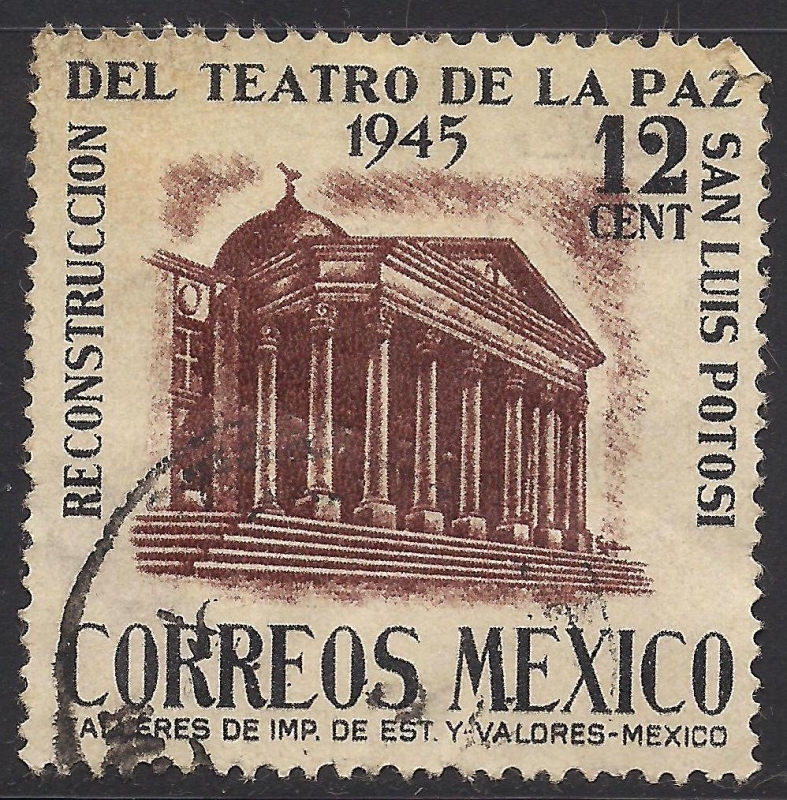 RECONSTRUCCION
DEL TEATRO DE LA PAZ
1945
SAN LUIS POTOSI
12
CENT
CORREOS MEXICO
TALLERES DE IMP. DE EST. Y VALORES-MEXICO